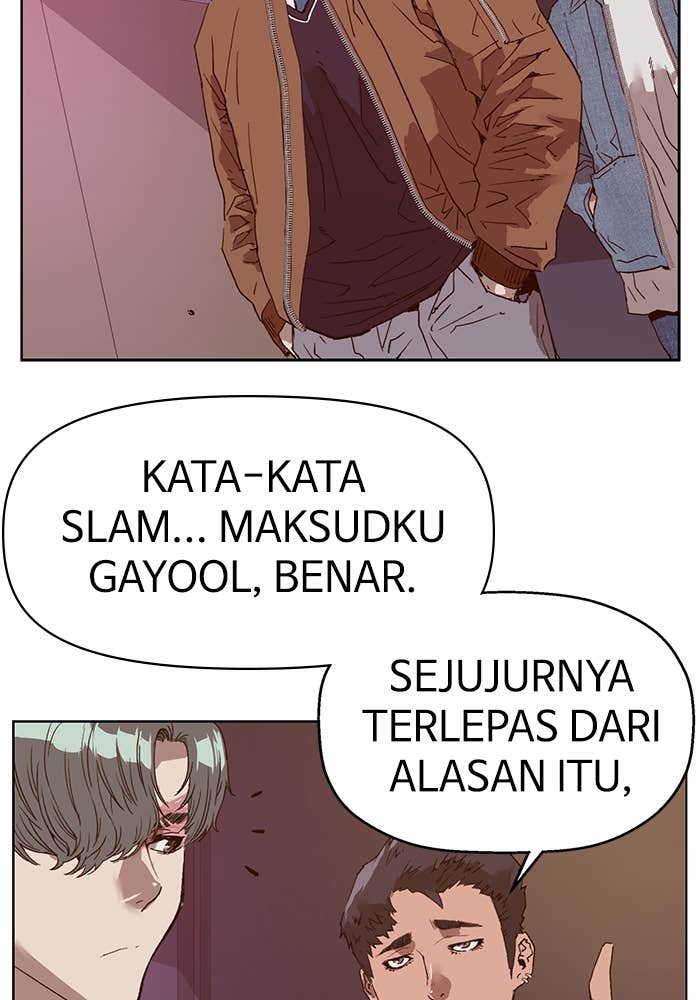 KATA-KATA
SLAM... MAKSUDKU
GAYOOL, BENAR.
SEJUJURNYA
TERLEPAS DARI
ALASAN ITU,